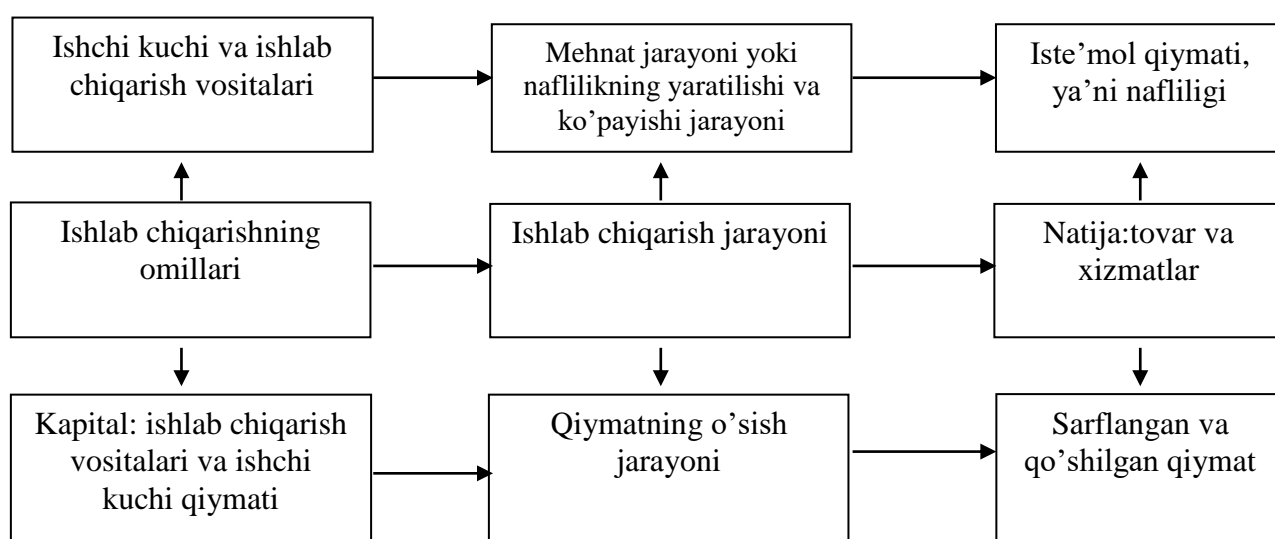 Ishchi kuchi va ishlab
chiqarish vositalari
Mehnat jarayoni yoki
naflilikning yaratilishi va
ko’payishi jarayoni
Iste’mol qiymati,
ya’ni nafliligi
Ishlab chiqarishning
omillari
Ishlab chiqarish jarayoni
Natija:tovar va
xizmatlar
Kapital: ishlab chiqarish
vositalari va ishchi
kuchi qiymati
Qiymatning o’sish
jarayoni
Sarflangan va
qo’shilgan qiymat